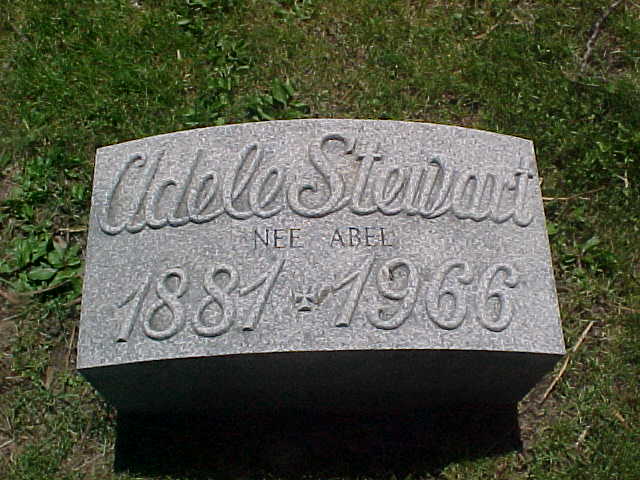 Adele Stewart
NEE ABEL
1881 ✠ 1966